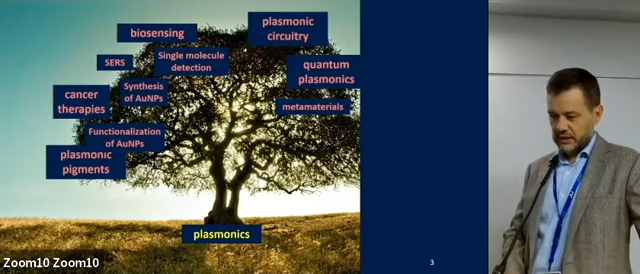 biosensing
plasmonic
circuitry
SERS
Single molecule
detection
quantum
plasmonics
cancer
therapies
Synthesis
of AuNPs
metamaterials
Functionalization
of AuNPs
plasmonic
pigments
plasmonics
3
Zoom10 Zoom10